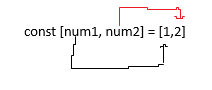 const [num1, num2] = [1,2]